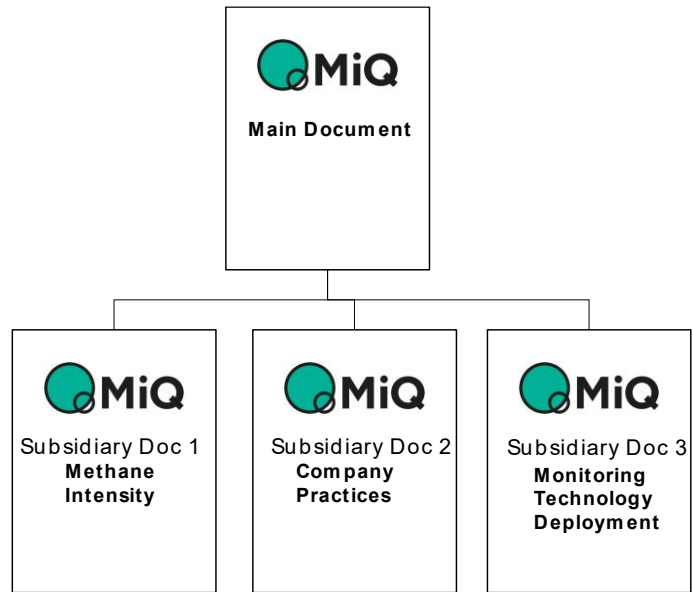 MiQ
Main Document
MiQ
Subsidiary Doc 1
Methane
Intensity
MiQ
Subsidiary Doc 2
Company
Practices
MiQ
Subsidiary Doc 3
Monitoring
Technology
Deployment